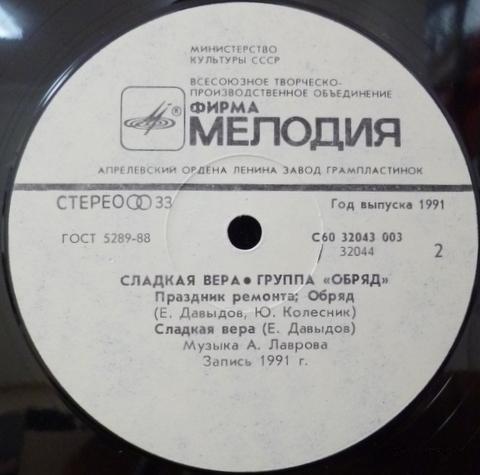 МИНИСТЕРСТВО
КУЛЬТУРЫ СССР
ВСЕСОЮЗНОЕ ТВОРЧЕСКО-
ПРОИЗВОДСТВЕННОЕ ОБЪЕДИНЕНИЕ
® ФИРМА
МЕЛОДИЯ
АПРЕЛЕВСКИЙ ОРДЕНА ЛЕНИНА ЗАВОД ГРАМПЛАСТИНОК
СТЕРЕО 33 Год выпуска 1991
ГОСТ 5289-88 С60 32043 003
32044 2
СЛАДКАЯ ВЕРА ● ГРУППА «ОБРЯД»
Праздник ремонта; Обряд
(Е. Давыдов, Ю. Колесник)
Сладкая вера (Е. Давыдов)
Музыка А. Лаврова
Запись 1991 г.